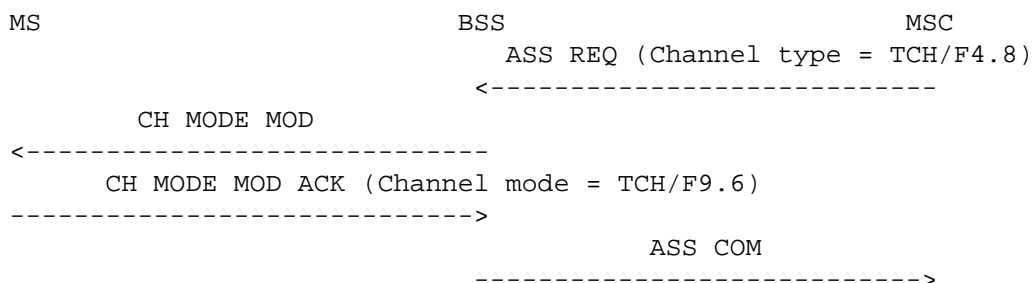 MS BSS MSC
ASS REQ (Channel type = TCH/F4.8)
<----------------------------
CH MODE MOD
<-----------------------------
CH MODE MOD ACK (Channel mode = TCH/F9.6)
----------------------------->
ASS COM
---------------------------->